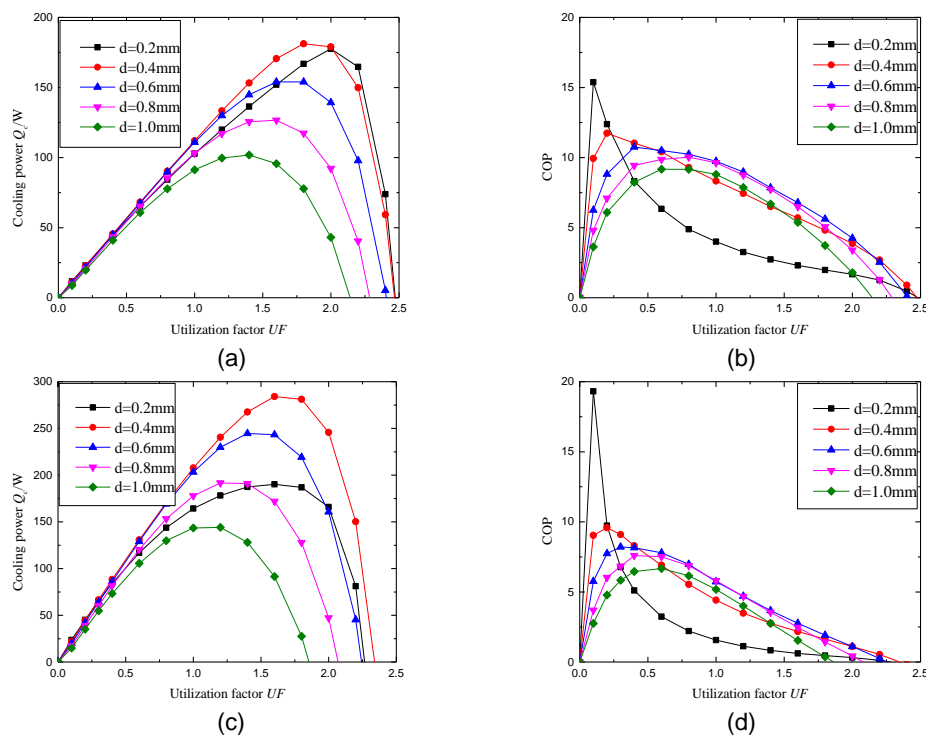 200
150
100
50
0
Cooling power Qc/W
d=0.2mm
d=0.4mm
d=0.6mm
d=0.8mm
d=1.0mm
0.0 0.5 1.0 1.5 2.0 2.5
Utilization factor UF
(a)
20
15
10
5
0
COP
d=0.2mm
d=0.4mm
d=0.6mm
d=0.8mm
d=1.0mm
0.0 0.5 1.0 1.5 2.0 2.5
Utilization factor UF
(b)
300
250
200
150
100
50
0
Cooling power Qc/W
d=0.2mm
d=0.4mm
d=0.6mm
d=0.8mm
d=1.0mm
0.0 0.5 1.0 1.5 2.0 2.5
Utilization factor UF
(c)
20
15
10
5
0
COP
d=0.2mm
d=0.4mm
d=0.6mm
d=0.8mm
d=1.0mm
0.0 0.5 1.0 1.5 2.0 2.5
Utilization factor UF
(d)